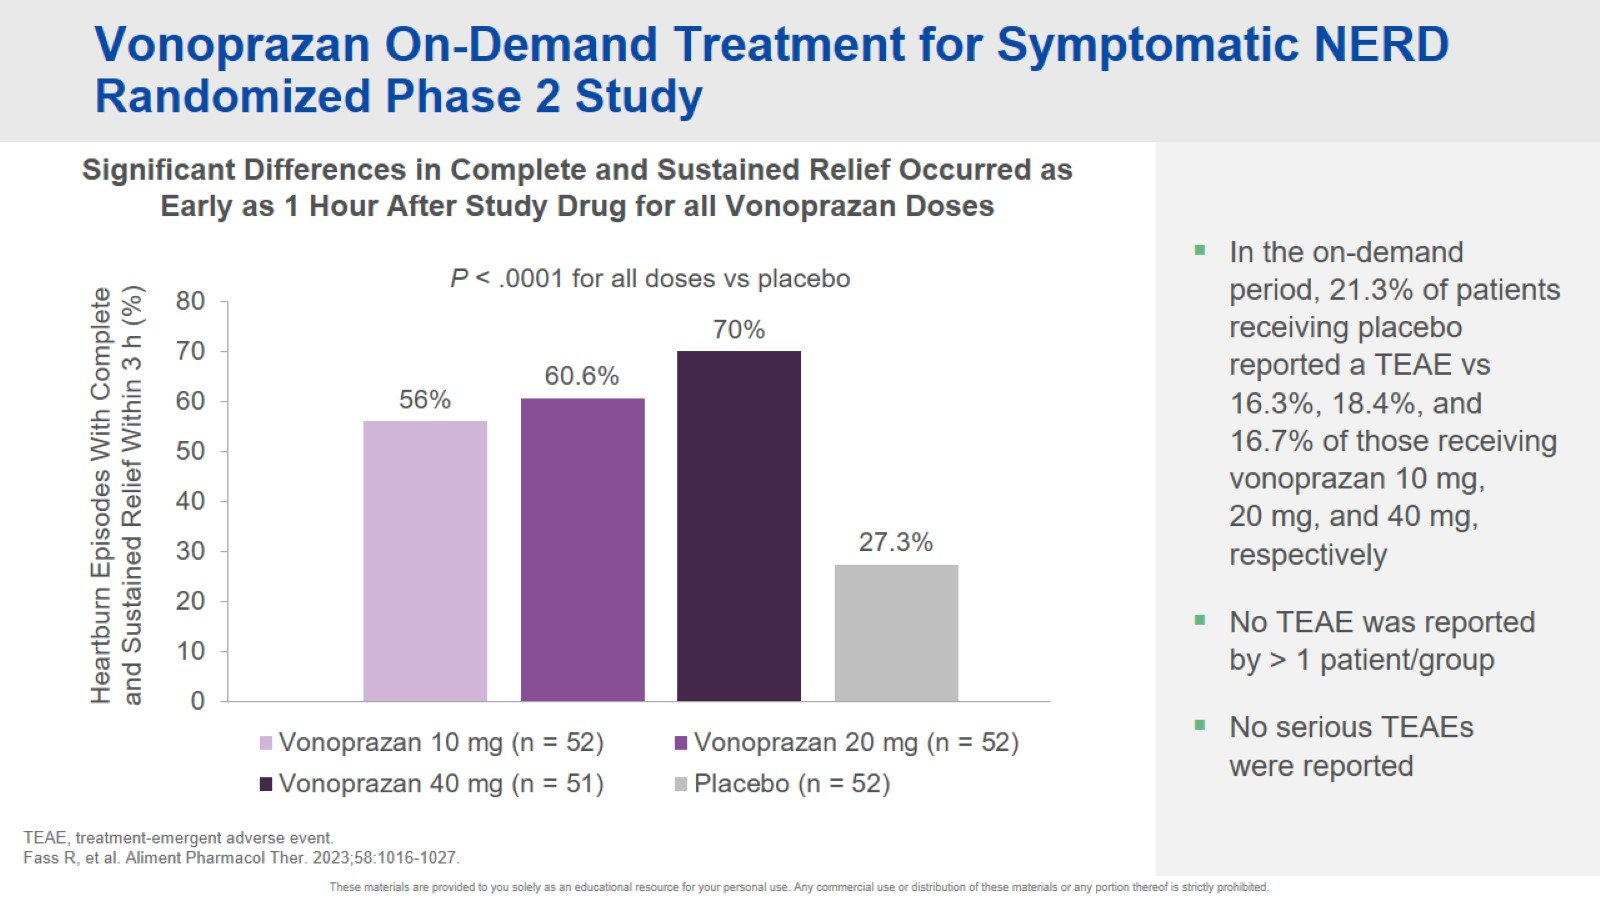 Vonoprazan On-Demand Treatment for Symptomatic NERD
Randomized Phase 2 Study
Significant Differences in Complete and Sustained Relief Occurred as
Early as 1 Hour After Study Drug for all Vonoprazan Doses
P < .0001 for all doses vs placebo
Heartburn Episodes With Complete
and Sustained Relief Within 3 h (%)
80
70
60
50
40
30
20
10
0
56%
60.6%
70%
27.3%
Vonoprazan 10 mg (n = 52)
Vonoprazan 20 mg (n = 52)
Vonoprazan 40 mg (n = 51)
Placebo (n = 52)
In the on-demand
period, 21.3% of patients
receiving placebo
reported a TEAE vs
16.3%, 18.4%, and
16.7% of those receiving
vonoprazan 10 mg,
20 mg, and 40 mg,
respectively
No TEAE was reported
by > 1 patient/group
No serious TEAEs
were reported
TEAE, treatment-emergent adverse event.
Fass R, et al. Aliment Pharmacol Ther. 2023;58:1016-1027.
These materials are provided to you solely as an educational resource for your personal use. Any commercial use or distribution of these materials or any portion thereof is strictly prohibited.